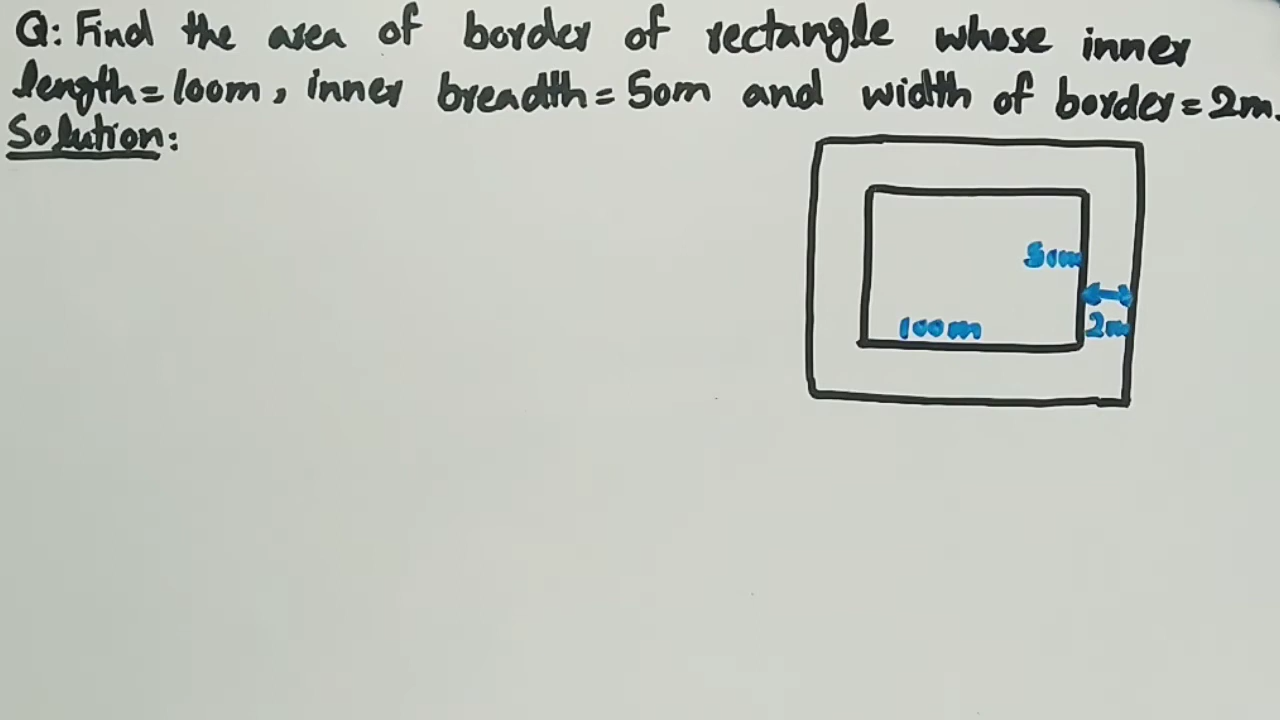 Q: Find the area of border of rectangle whose inner
length = 100m, inner breadth = 50m and width of border = 2m.
Solution:
50m
100m
2m